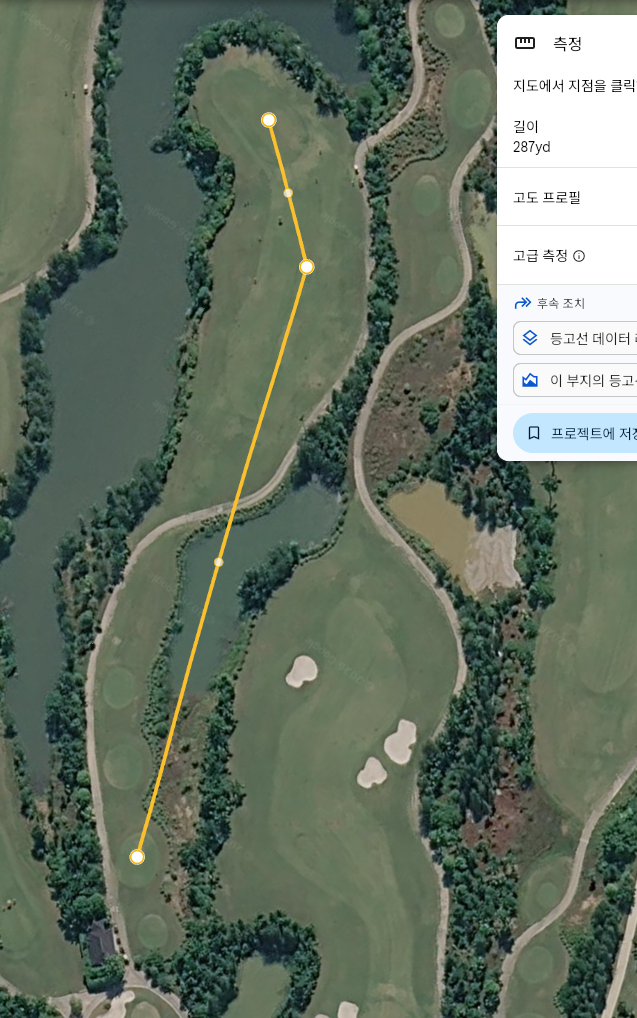 측정
지도에서 지점을 클릭
길이
287yd
고도 프로필
고급 측정
후속 조치
등고선 데이터
이 부지의 등고
프로젝트에 저장